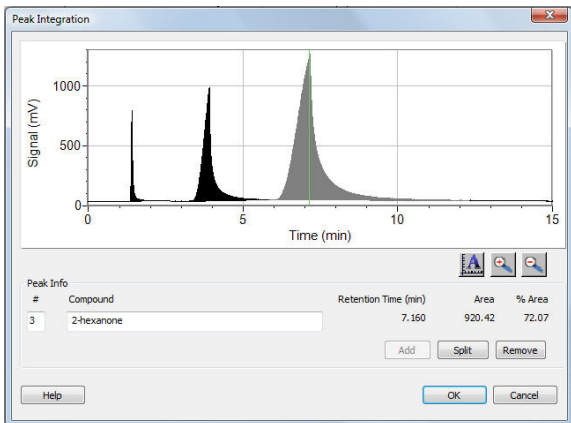 Peak Integration
Signal (mV)
1000
500
0
0 5 10 15
Time (min)
A
Peak Info
# Compound Retention Time (min) Area % Area
3 2-hexanone 7.160 920.42 72.07
Add Split Remove
Help OK Cancel